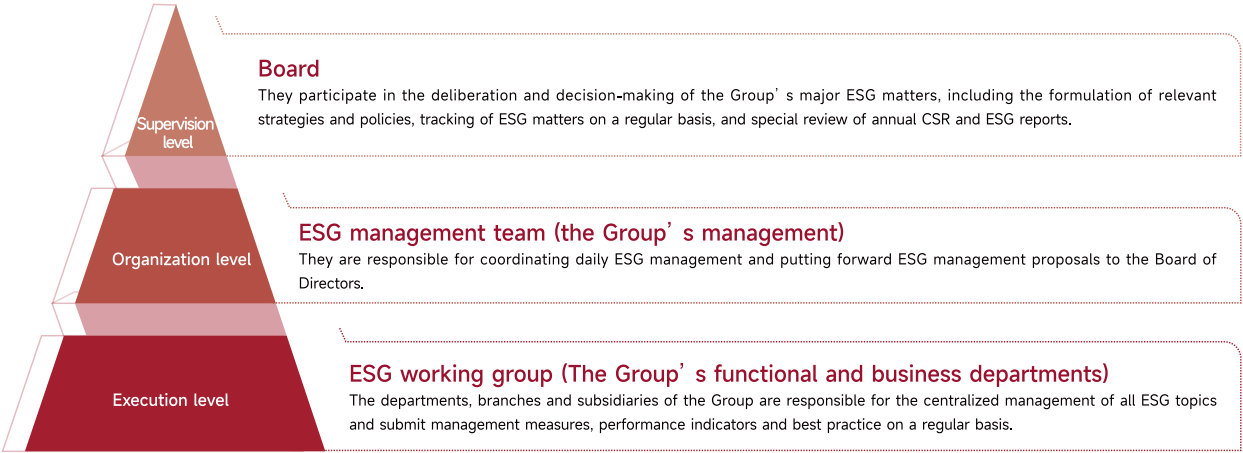 Supervision
level
Board
They participate in the deliberation and decision-making of the Group’ s major ESG matters, including the formulation of relevant
strategies and policies, tracking of ESG matters on a regular basis, and special review of annual CSR and ESG reports.
Organization level
ESG management team (the Group’ s management)
They are responsible for coordinating daily ESG management and putting forward ESG management proposals to the Board of
Directors.
Execution level
ESG working group (The Group’ s functional and business departments)
The departments, branches and subsidiaries of the Group are responsible for the centralized management of all ESG topics
and submit management measures, performance indicators and best practice on a regular basis.